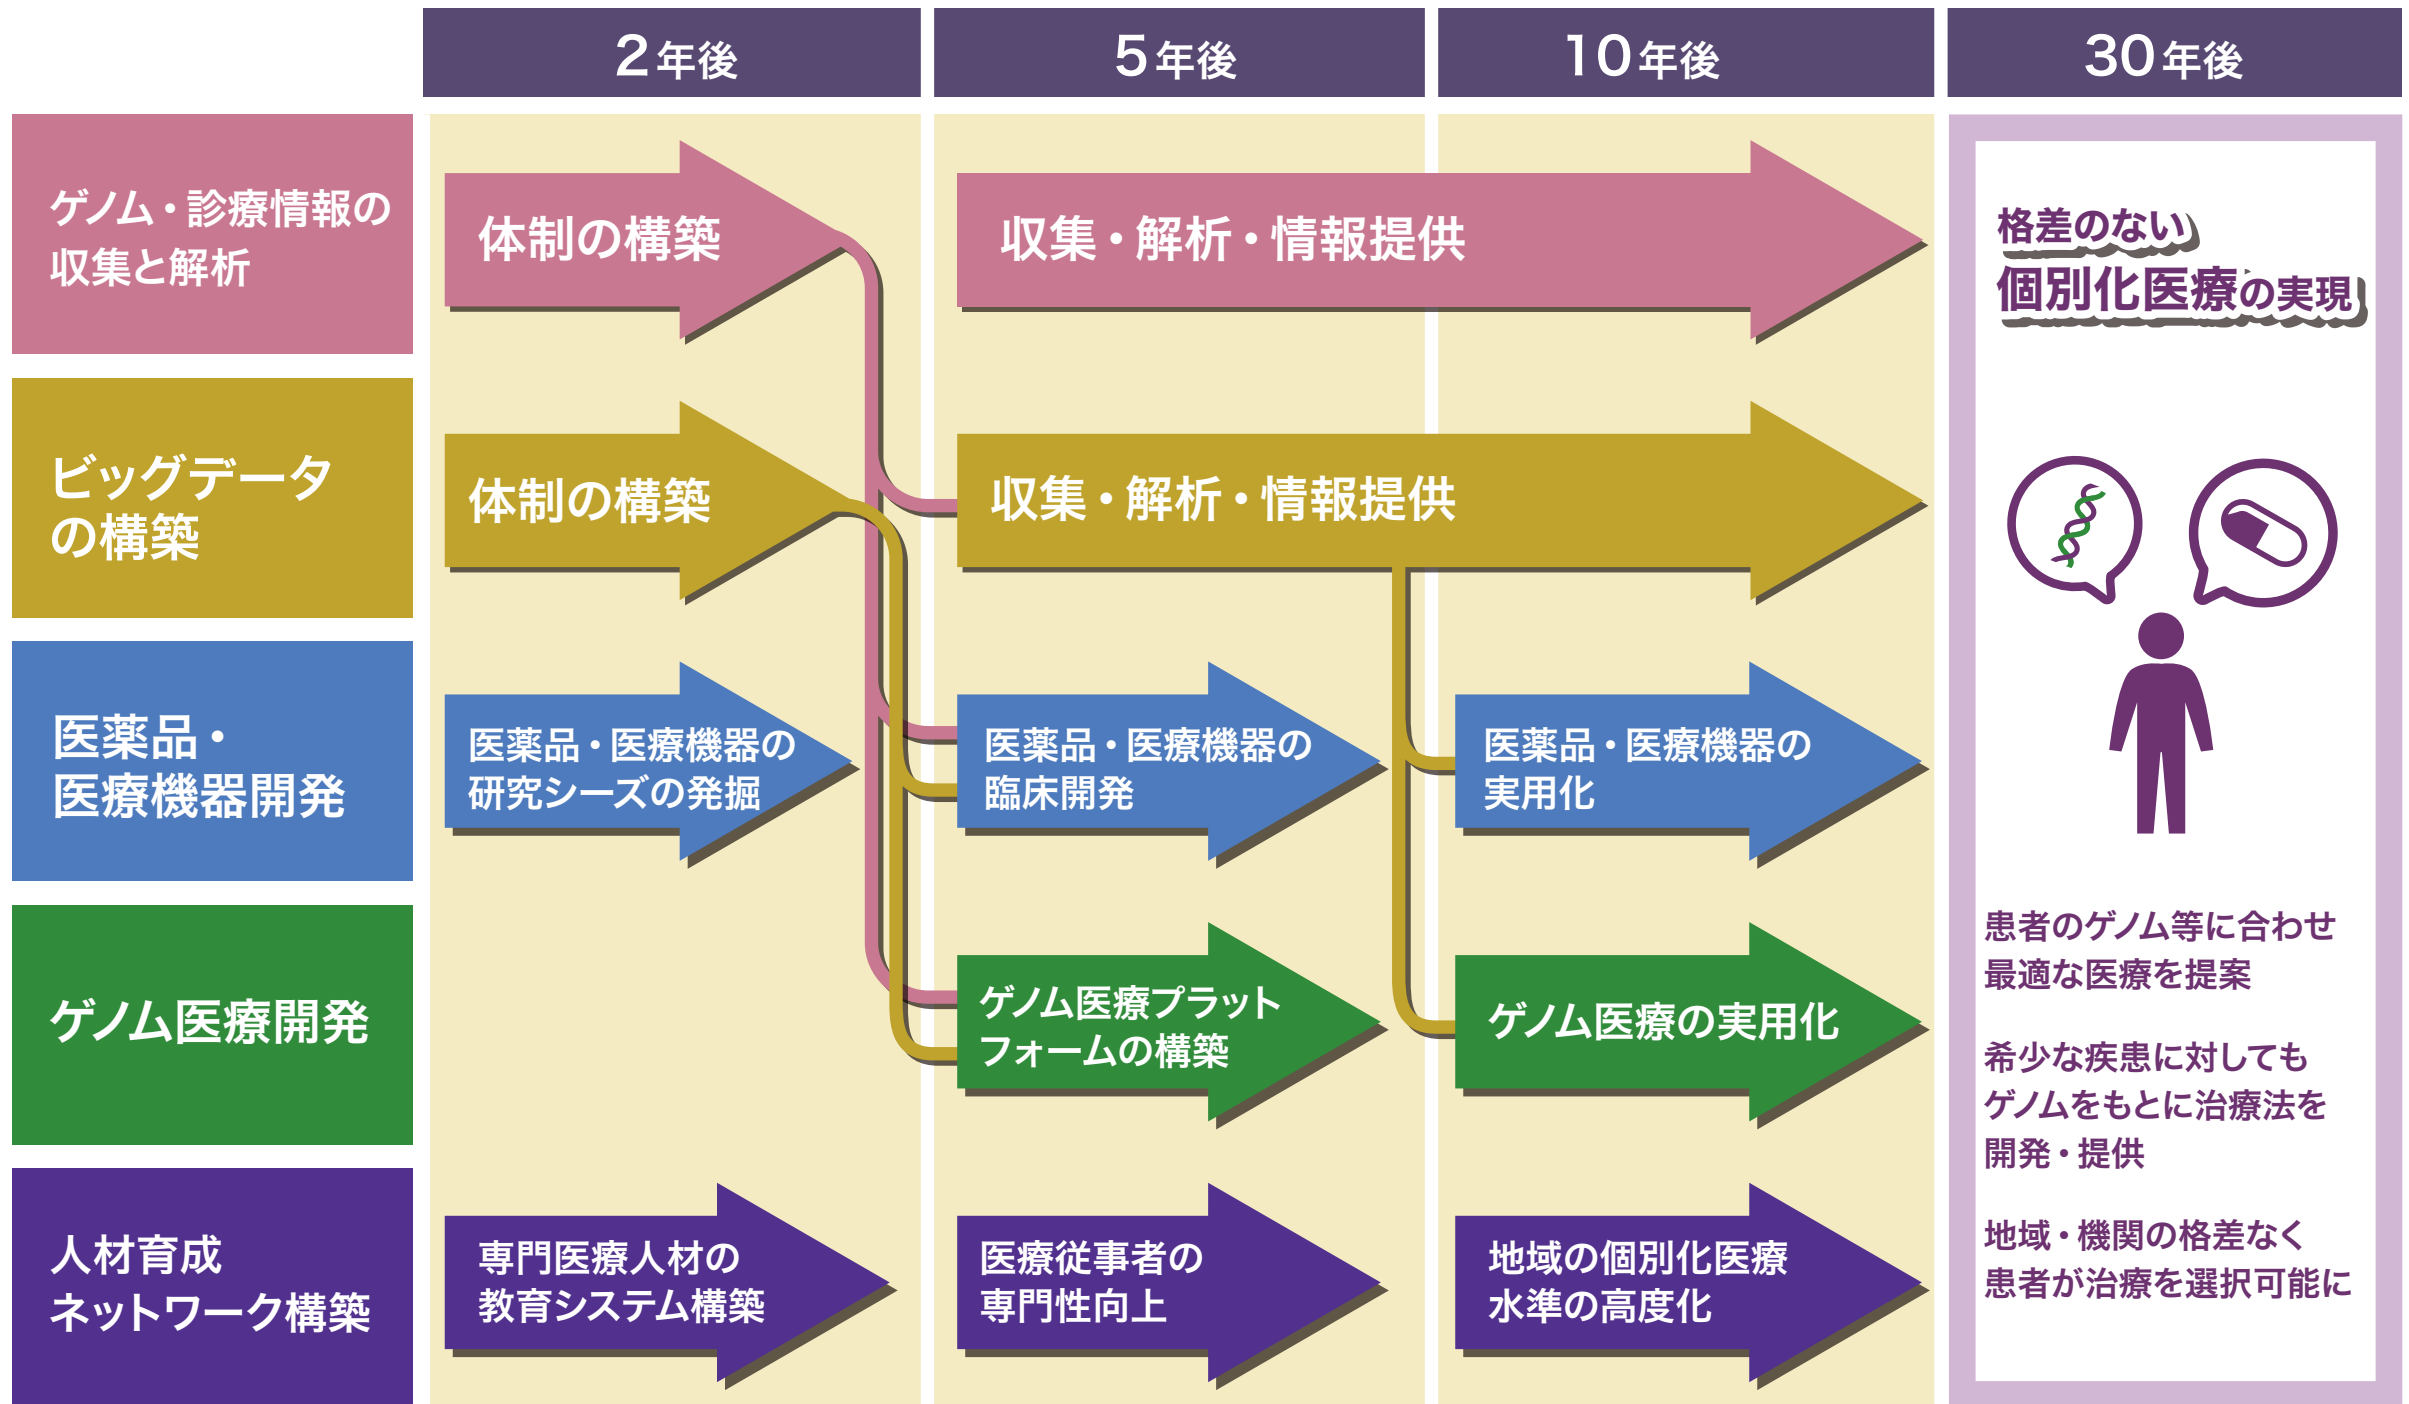 2年後
5年後
10年後
30年後
ゲノム・診療情報の
収集と解析
体制の構築
収集・解析・情報提供
ビッグデータ
の構築
体制の構築
収集・解析・情報提供
医薬品・
医療機器開発
医薬品・医療機器の
研究シーズの発掘
医薬品・医療機器の
臨床開発
医薬品・医療機器の
実用化
ゲノム医療開発
ゲノム医療プラット
フォームの構築
ゲノム医療の実用化
人材育成
ネットワーク構築
専門医療人材の
教育システム構築
医療従事者の
専門性向上
地域の個別化医療
水準の高度化
格差のない
個別化医療の実現
患者のゲノム等に合わせ
最適な医療を提案
希少な疾患に対しても
ゲノムをもとに治療法を
開発・提供
地域・機関の格差なく
患者が治療を選択可能に